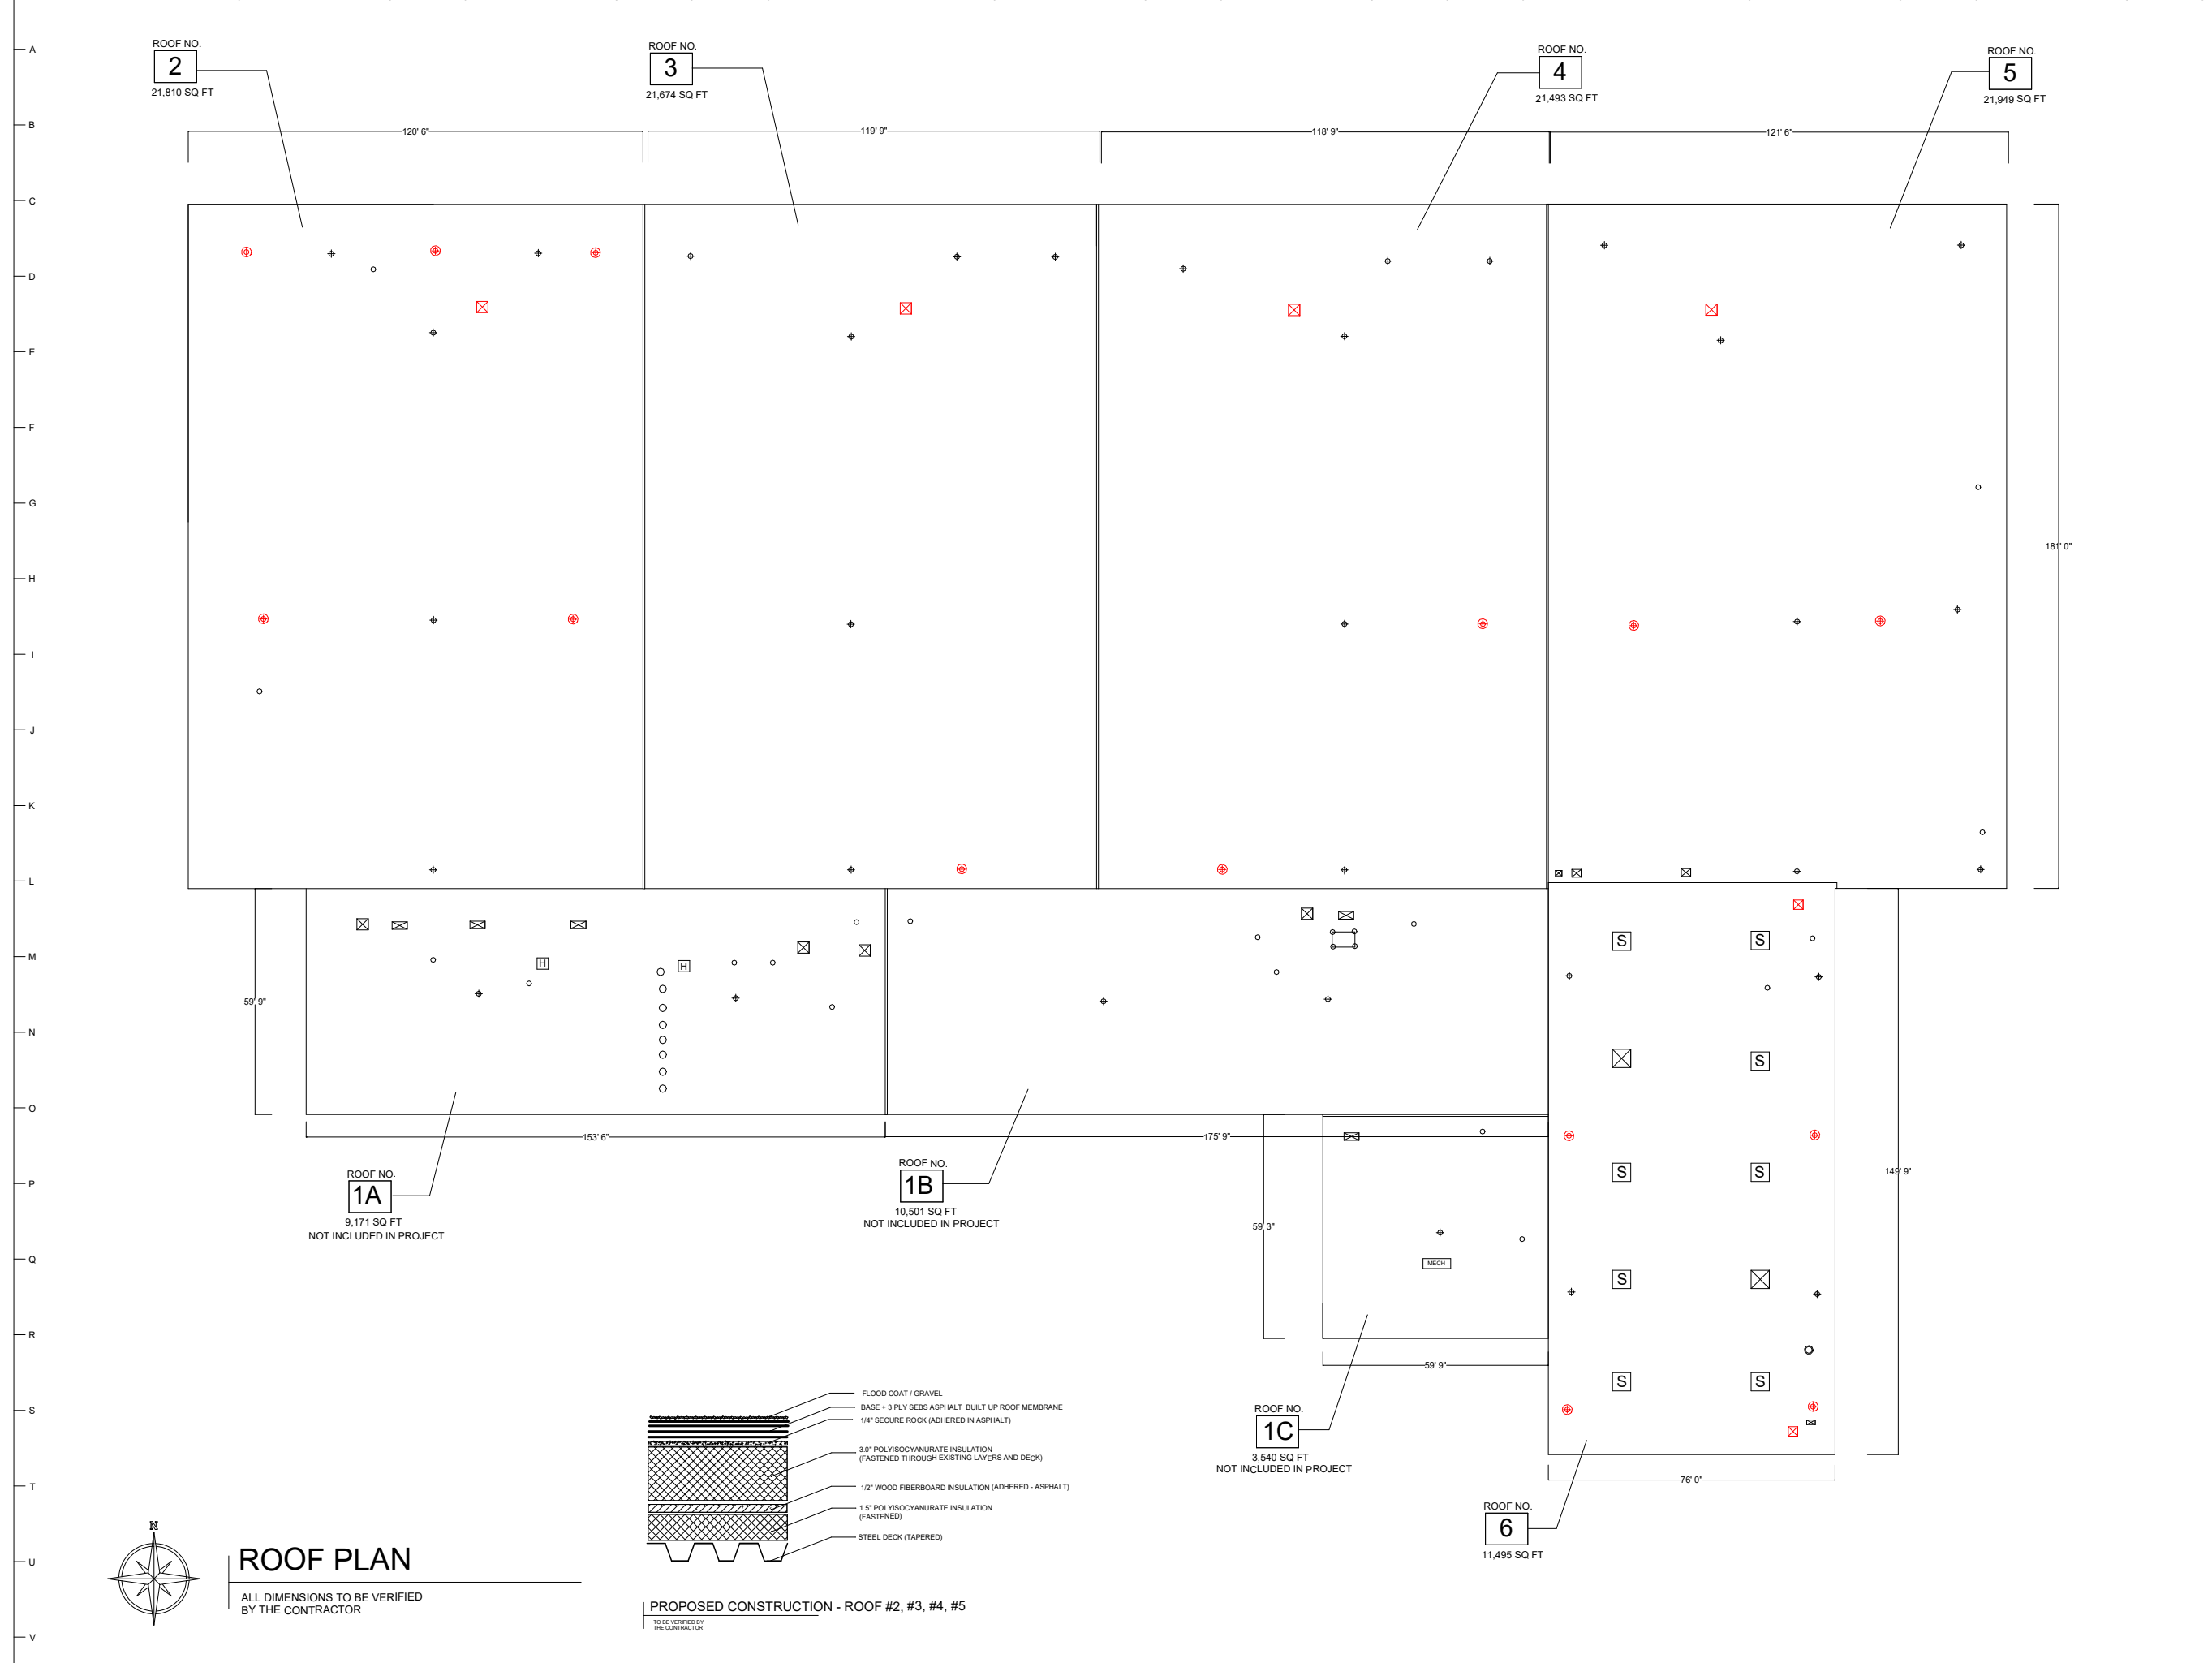 ROOF NO.
2
21,810 SQ FT
ROOF NO.
3
21,674 SQ FT
ROOF NO.
4
21,493 SQ FT
ROOF NO.
5
21,949 SQ FT
120' 6"
119' 9"
118' 9"
121' 6"
A
B
C
D
E
F
G
H
I
J
K
L
M
N
O
P
Q
R
S
T
U
V
181' 0"
H
H
S
S
59' 9"
S
153' 6"
175' 9"
S
S
149' 9"
ROOF NO.
1A
9,171 SQ FT
NOT INCLUDED IN PROJECT
ROOF NO.
1B
10,501 SQ FT
NOT INCLUDED IN PROJECT
59' 3"
MECH
S
59' 9"
S
S
ROOF NO.
1C
3,540 SQ FT
NOT INCLUDED IN PROJECT
76' 0"
ROOF NO.
6
11,495 SQ FT
FLOOD COAT / GRAVEL
BASE + 3 PLY SEBS ASPHALT BUILT UP ROOF MEMBRANE
1/4" SECURE ROCK (ADHERED IN ASPHALT)
3.0" POLYISOCYANURATE INSULATION
(FASTENED THROUGH EXISTING LAYERS AND DECK)
1/2" WOOD FIBERBOARD INSULATION (ADHERED - ASPHALT)
1.5" POLYISOCYANURATE INSULATION
(FASTENED)
STEEL DECK (TAPERED)
PROPOSED CONSTRUCTION - ROOF #2, #3, #4, #5
TO BE VERIFIED BY
THE CONTRACTOR
N
ROOF PLAN
ALL DIMENSIONS TO BE VERIFIED
BY THE CONTRACTOR